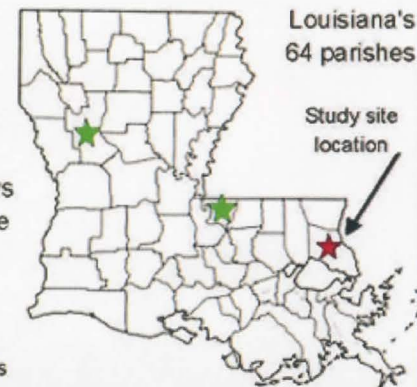 Louisiana's
64 parishes
Study site
location
s
e
s